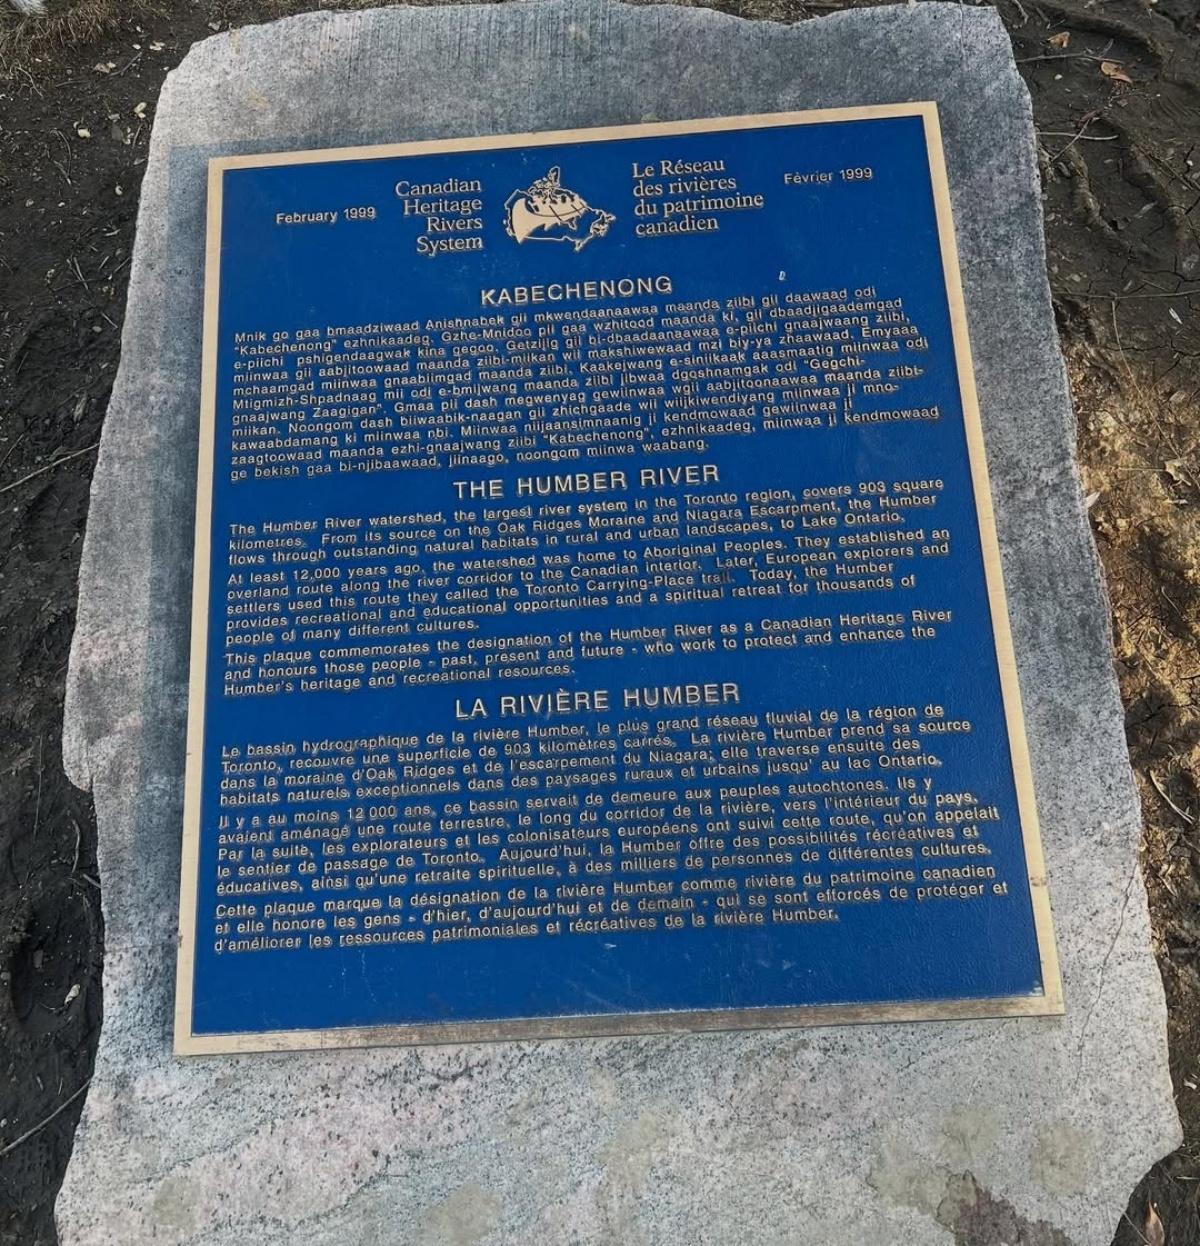 February 1999
Canadian
Heritage
Rivers
System
Le Réseau
des rivières
du patrimoine
canadien
Février 1999
KABECHENONG
Mnik go gaa bmaadziwaad Anishnabek gii mkwendaanaawaa maanda ziibi gii daawaad odi
"Kabechenong" ezhnikaadeg. Gzhe-Mnidoo pii gaa wzhitood maanda ki, gii dbaadjigaademgad
e-piichi pshigendaagwak kina gegoo. Getzijig gii bi-dbaadaanaawaa e-piichi gnaajwaang ziibi,
miinwaa gii aabjitoowaad maanda ziibi-miikan wii makshiwewaad mzi biy-ya zhaawaad. Emyaaa
mchaamgad miinwaa gnaabiimgad maanda ziibi. Kaakejwang e-siniikaak aaasmaatig miinwaa odi
Mtigmizh-Shpadnaag mii odi e-bmijwang maanda ziibi jibwaa dgoshnamgak odi "Gegchi-
gnaajwang Zaagigan". Gmaa pii dash megwenyag gewiinwaa wgii aabjitoonaawaa maanda ziibi-
miikan. Noongom dash biiwaabik-naagan gii zhichgaade wii wiijkiwendiyang miinwaa ji mno-
kawaabdamang ki miinwaa nbi. Miinwaa niijaansimnaanig ji kendmowaad gewiinwaa ji
zaagtoowaad maanda ezhi-gnaajwang ziibi "Kabechenong", ezhnikaadeg, miinwaa ji kendmowaad
ge bekish gaa bi-njibaawaad, jiinaago, noongom miinwa waabang.
THE HUMBER RIVER
The Humber River watershed, the largest river system in the Toronto region, covers 903 square
kilometres. From its source on the Oak Ridges Moraine and Niagara Escarpment, the Humber
flows through outstanding natural habitats in rural and urban landscapes, to Lake Ontario.
At least 12,000 years ago, the watershed was home to Aboriginal Peoples. They established an
overland route along the river corridor to the Canadian interior. Later, European explorers and
settlers used this route they called the Toronto Carrying-Place trail. Today, the Humber
provides recreational and educational opportunities and a spiritual retreat for thousands of
people of many different cultures.
This plaque commemorates the designation of the Humber River as a Canadian Heritage River
and honours those people - past, present and future - who work to protect and enhance the
Humber's heritage and recreational resources.
LA RIVIÈRE HUMBER
Le bassin hydrographique de la rivière Humber, le plus grand réseau fluvial de la région de
Toronto, recouvre une superficie de 903 kilomètres carrés. La rivière Humber prend sa source
dans la moraine d'Oak Ridges et de l'escarpement du Niagara; elle traverse ensuite des
habitats naturels exceptionnels dans des paysages ruraux et urbains jusqu' au lac Ontario.
Il y a au moins 12 000 ans, ce bassin servait de demeure aux peuples autochtones. Ils y
avaient aménagé une route terrestre, le long du corridor de la rivière, vers l'intérieur du pays.
Par la suite, les explorateurs et les colonisateurs européens ont suivi cette route, qu'on appelait
le sentier de passage de Toronto. Aujourd'hui, la Humber offre des possibilités récréatives et
éducatives, ainsi qu'une retraite spirituelle, à des milliers de personnes de différentes cultures.
Cette plaque marque la désignation de la rivière Humber comme rivière du patrimoine canadien
et elle honore les gens - d'hier, d'aujourd'hui et de demain - qui se sont efforcés de protéger et
d'améliorer les ressources patrimoniales et récréatives de la rivière Humber.